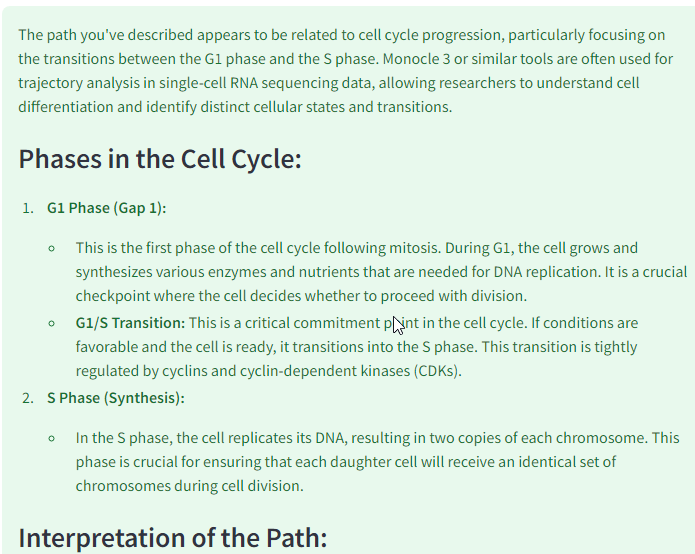 The path you've described appears to be related to cell cycle progression, particularly focusing on
the transitions between the G1 phase and the S phase. Monocle 3 or similar tools are often used for
trajectory analysis in single-cell RNA sequencing data, allowing researchers to understand cell
differentiation and identify distinct cellular states and transitions.
Phases in the Cell Cycle:
1. G1 Phase (Gap 1):
○ This is the first phase of the cell cycle following mitosis. During G1, the cell grows and
synthesizes various enzymes and nutrients that are needed for DNA replication. It is a crucial
checkpoint where the cell decides whether to proceed with division.
○ G1/S Transition: This is a critical commitment point in the cell cycle. If conditions are
favorable and the cell is ready, it transitions into the S phase. This transition is tightly
regulated by cyclins and cyclin-dependent kinases (CDKs).
2. S Phase (Synthesis):
○ In the S phase, the cell replicates its DNA, resulting in two copies of each chromosome. This
phase is crucial for ensuring that each daughter cell will receive an identical set of
chromosomes during cell division.
Interpretation of the Path: